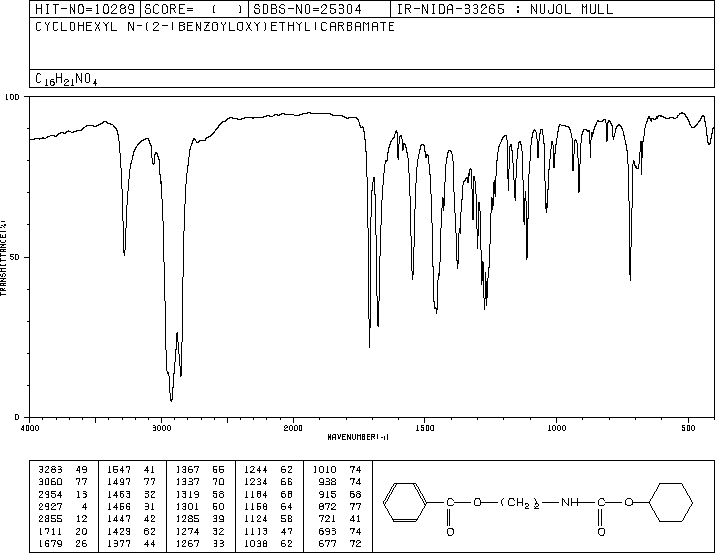 HIT-NO=10289 SCORE= ( ) SDBS-NO=25304 IR-NIDA-33265 : NUJOL MULL
CYCLOHEXYL N-(2-(BENZOYLOXY)ETHYL)CARBAMATE
C16H21NO4
100
50
0
TRANSMITTANCE(%)
4000 3000 2000 1500 1000 500
WAVENUMBER(-1)
3283 49 1547 41 1367 66 1244 62 1010 74
3060 77 1497 77 1337 70 1234 66 938 74
2954 13 1463 32 1319 58 1184 68 915 68
2927 4 1456 31 1301 60 1158 64 872 77
2855 12 1447 42 1285 39 1124 58 721 41
1711 20 1429 62 1274 32 1113 47 693 74
1679 26 1377 44 1267 33 1038 62 677 72
C O (CH2)2 NH C O
O O